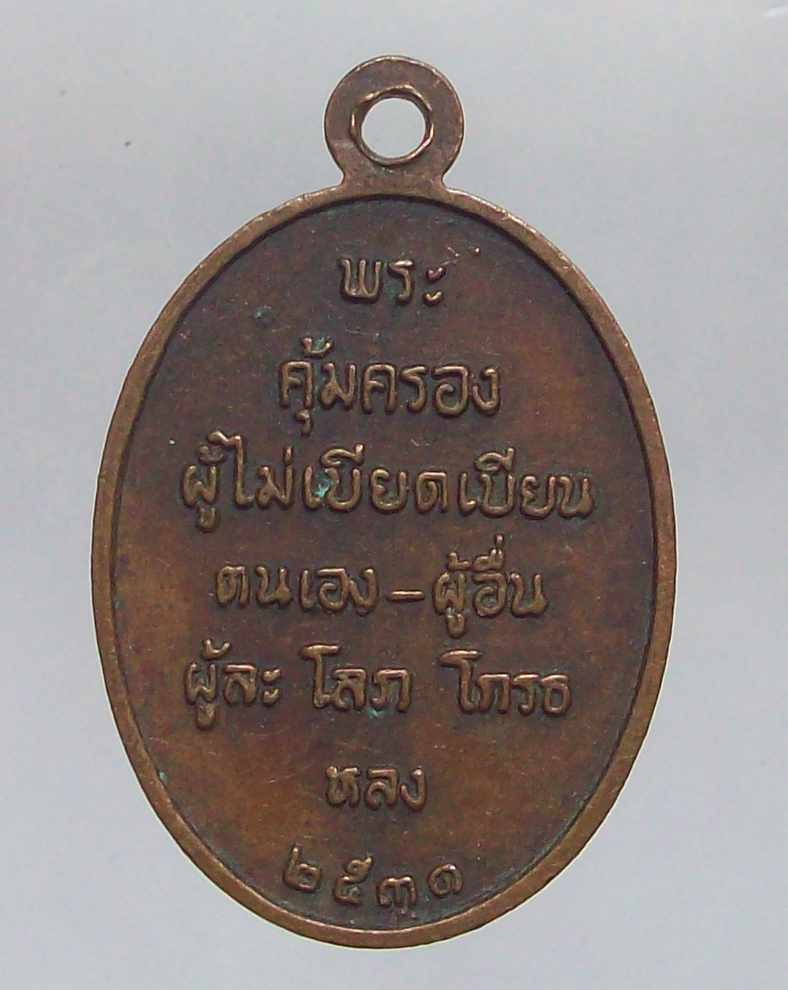 พระ
คุ้มครอง
ผู้ไม่เบียดเบียน
ตนเอง - ผู้อื่น
ผู้ละ โลภ โกรธ
หลง
๒๕๓๑